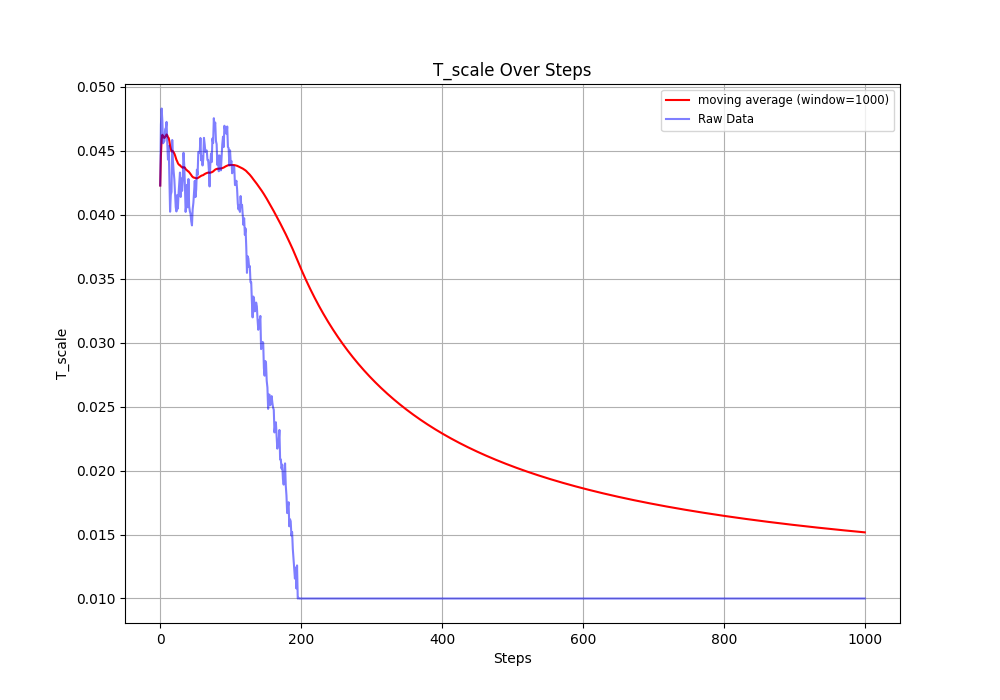 T_scale Over Steps
moving average (window=1000)
Raw Data
0.050
0.045
0.040
0.035
0.030
0.025
0.020
0.015
0.010
T_scale
0 200 400 600 800 1000
Steps